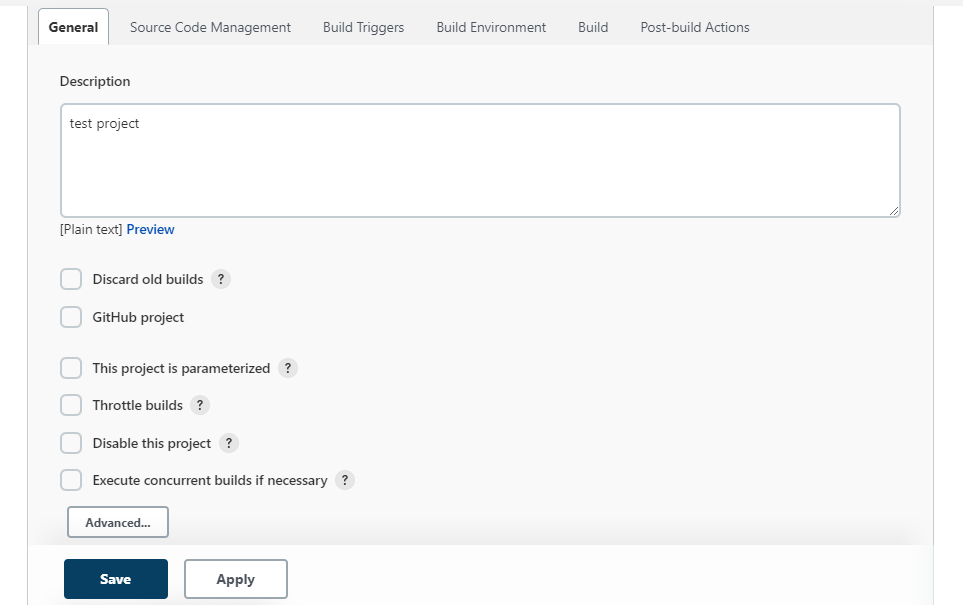 General Source Code Management Build Triggers Build Environment Build Post-build Actions
Description
test project
[Plain text] Preview
Discard old builds ?
GitHub project
This project is parameterized ?
Throttle builds ?
Disable this project ?
Execute concurrent builds if necessary ?
Advanced...
Save Apply